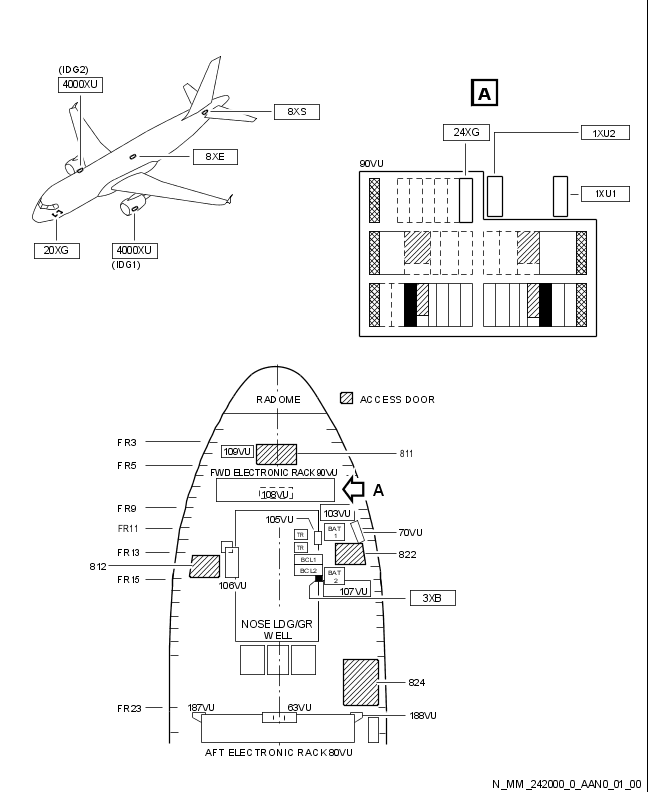 (IDG2)
4000XU
8XS
8XE
20XG
4000XU
(IDG1)
A
24XG
1XU2
90VU
1XU1
RADOME
ACCESS DOOR
FR3
109VU
811
FR5
FWD ELECTRONIC RACK 90VU
108VU
A
FR9
103VU
105VU
FR11
BAT
1
70VU
TR
TR
FR13
822
812
BCL1
BCL2
BAT
2
FR15
106VU
107VU
3XB
NOSE LDG/GR
WELL
824
FR23
187VU
63VU
188VU
AFT ELECTRONIC RACK 80VU
N_MM_242000_0_AAN0_01_00